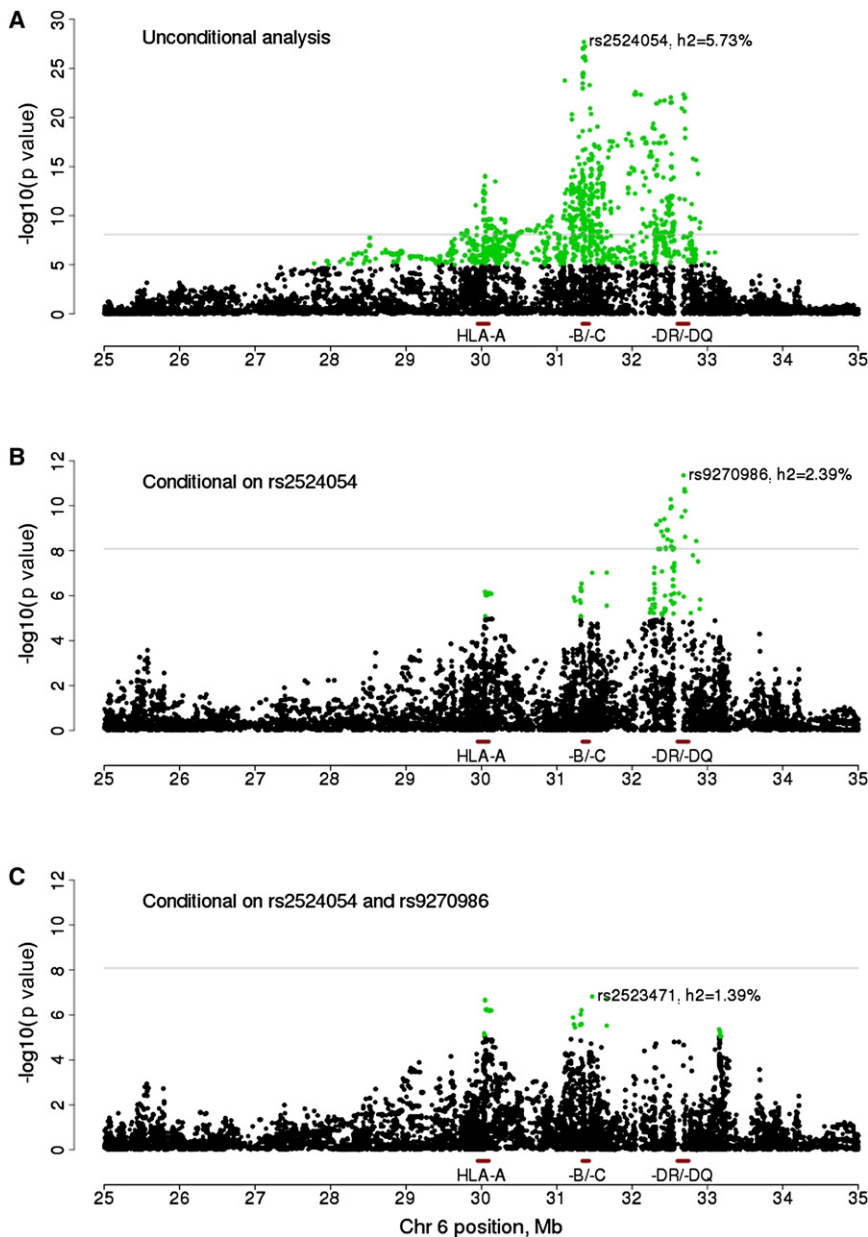 A
Unconditional analysis
rs2524054, h2=5.73%
-log10(p value)
30
25
20
15
10
5
0
HLA-A -B/-C -DR/-DQ
25 26 27 28 29 30 31 32 33 34 35
B
Conditional on rs2524054
rs9270986, h2=2.39%
-log10(p value)
12
10
8
6
4
2
0
HLA-A -B/-C -DR/-DQ
25 26 27 28 29 30 31 32 33 34 35
C
Conditional on rs2524054 and rs9270986
rs2523471, h2=1.39%
-log10(p value)
12
10
8
6
4
2
0
HLA-A -B/-C -DR/-DQ
25 26 27 28 29 30 31 32 33 34 35
Chr 6 position, Mb